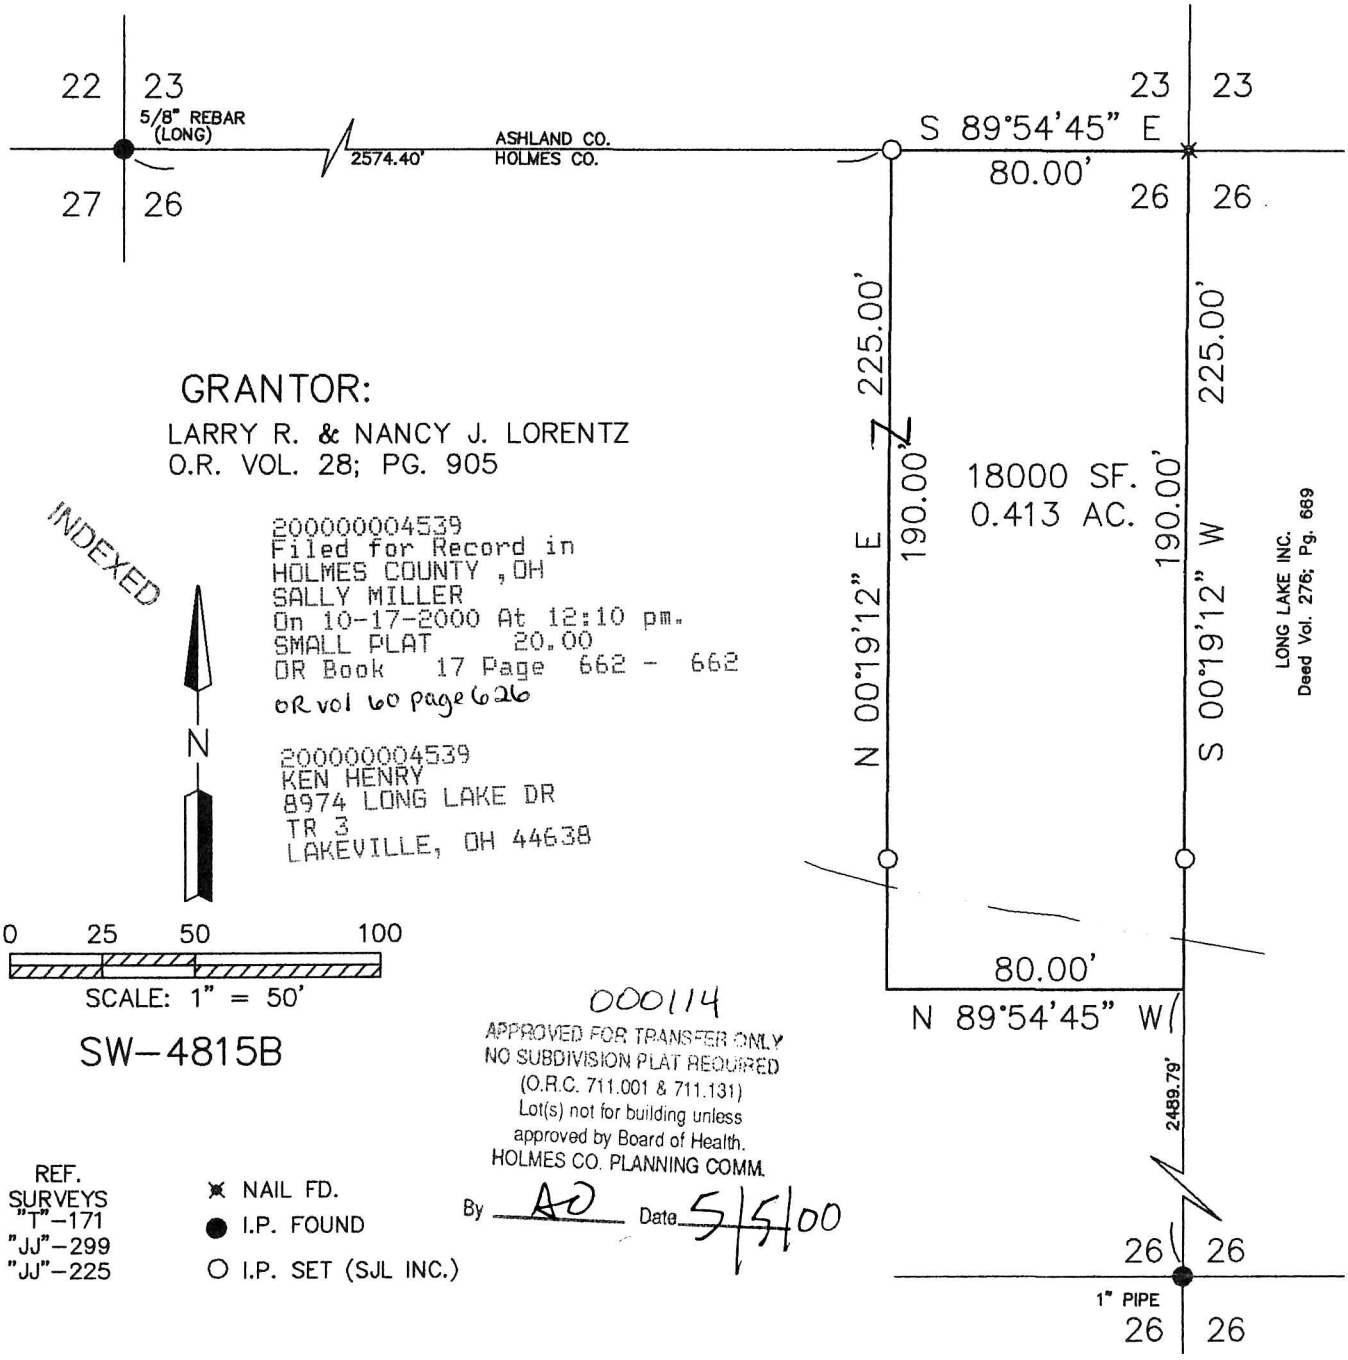 22 23
5/8" REBAR
(LONG)
27 26
2574.40'
ASHLAND CO.
HOLMES CO.
23 23
S 89°54'45" E
80.00'
26 26
225.00'
190.00'
N 00°19'12" E
18000 SF.
0.413 AC.
225.00'
190.00'
S 00°19'12" W
LONG LAKE INC.
Deed Vol. 276; Pg. 669
GRANTOR:
LARRY R. & NANCY J. LORENTZ
O.R. VOL. 28; PG. 905
INDEXED
200000004539
Filed for Record in
HOLMES COUNTY ,OH
SALLY MILLER
On 10-17-2000 At 12:10 pm.
SMALL PLAT 20.00
OR Book 17 Page 662 - 662
OR vol 60 page 626
200000004539
KEN HENRY
8974 LONG LAKE DR
TR 3
LAKEVILLE, OH 44638
N
0 25 50 100
SCALE: 1" = 50'
SW-4815B
80.00'
N 89°54'45" W
2489.79'
000114
APPROVED FOR TRANSFER ONLY
NO SUBDIVISION PLAT REQUIRED
(O.R.C. 711.001 & 711.131)
Lot(s) not for building unless
approved by Board of Health.
HOLMES CO. PLANNING COMM.
By AO Date 5/5/00
REF.
SURVEYS
"T"-171
"JJ"-299
"JJ"-225
NAIL FD.
I.P. FOUND
I.P. SET (SJL INC.)
26 26
1" PIPE
26 26